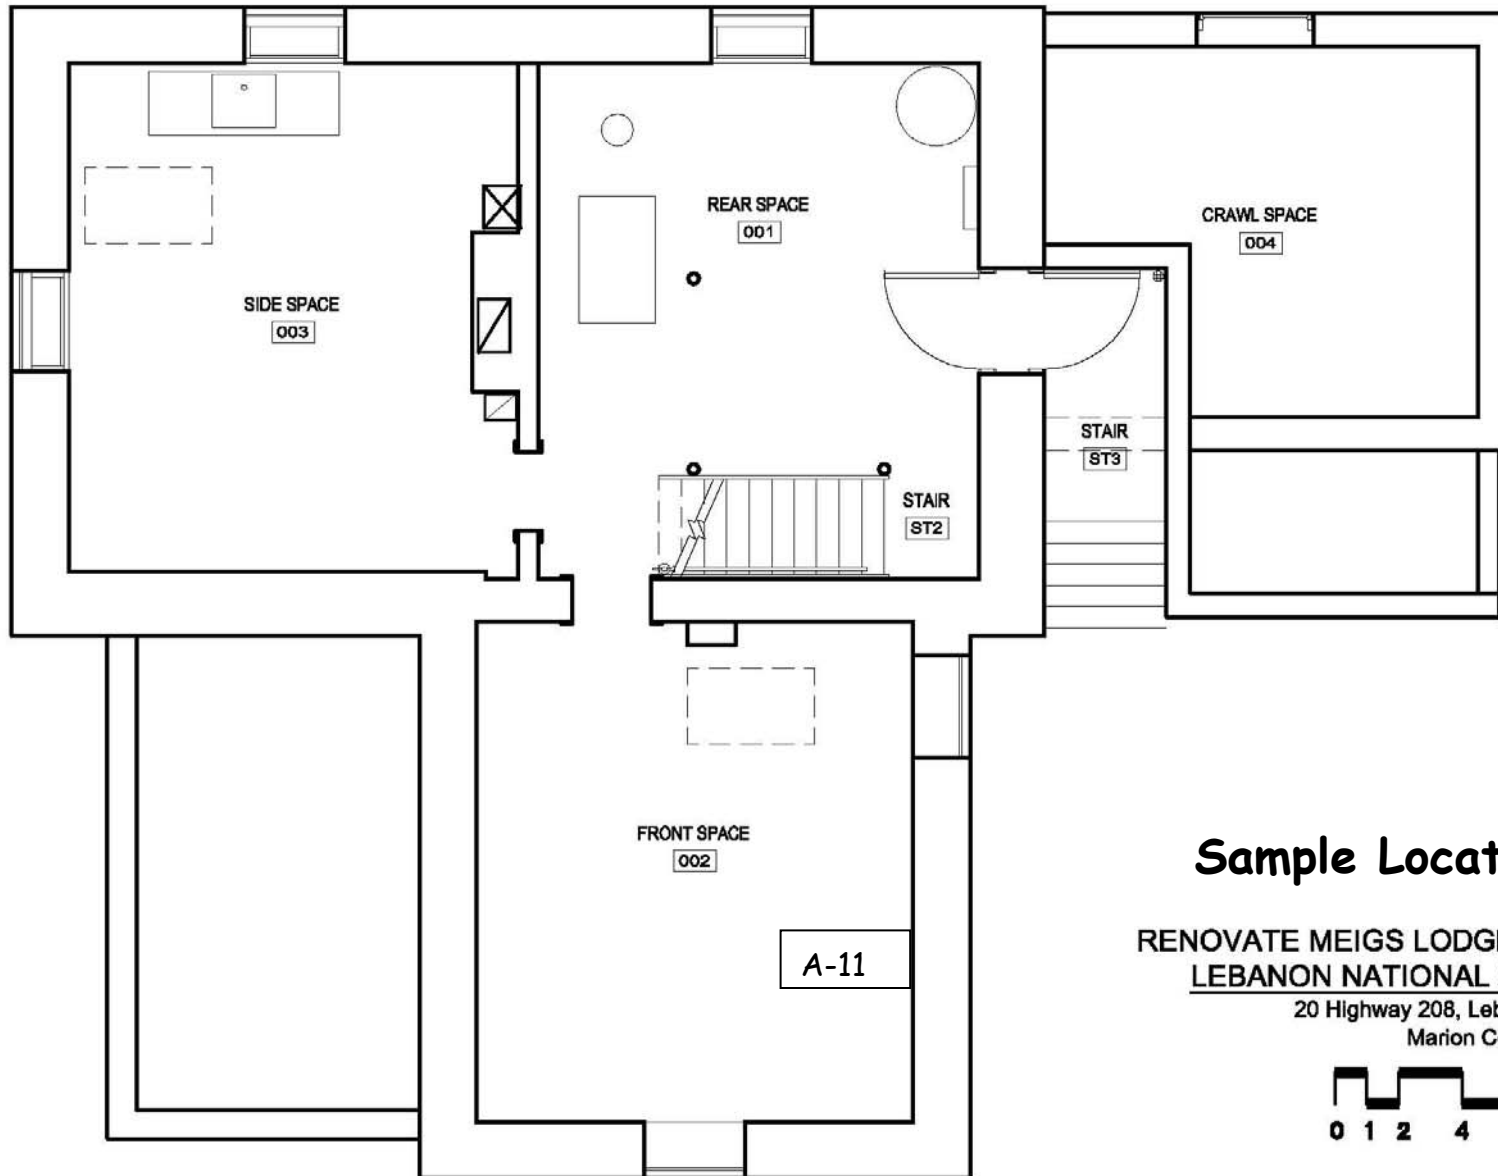 REAR SPACE
001
CRAWL SPACE
004
SIDE SPACE
003
STAIR
ST3
STAIR
ST2
FRONT SPACE
002
A-11
Sample Locat
RENOVATE MEIGS LODG
LEBANON NATIONAL
20 Highway 208, Leb
Marion C
0 1 2 4